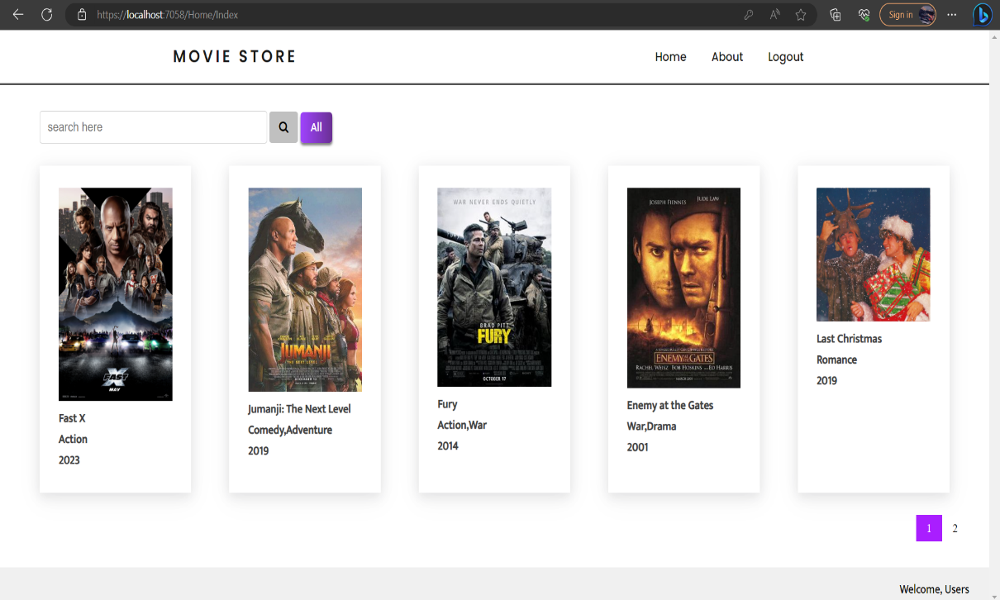 https://localhost:7058/Home/Index
Sign in
MOVIE STORE
Home About Logout
search here
All
FAST X
MAY
JUMANJI
THE NEXT LEVEL
WAR NEVER ENDS QUIETLY
BRAD PITT
FURY
OCTOBER 17
JOSEPH FIENNES JUDE LAW
ENEMY AT THE GATES
RACHEL WEISZ BOB HOSKINS AND ED HARRIS
Fast X
Action
2023
Jumanji: The Next Level
Comedy,Adventure
2019
Fury
Action,War
2014
Enemy at the Gates
War,Drama
2001
Last Christmas
Romance
2019
1 2
Welcome, Users